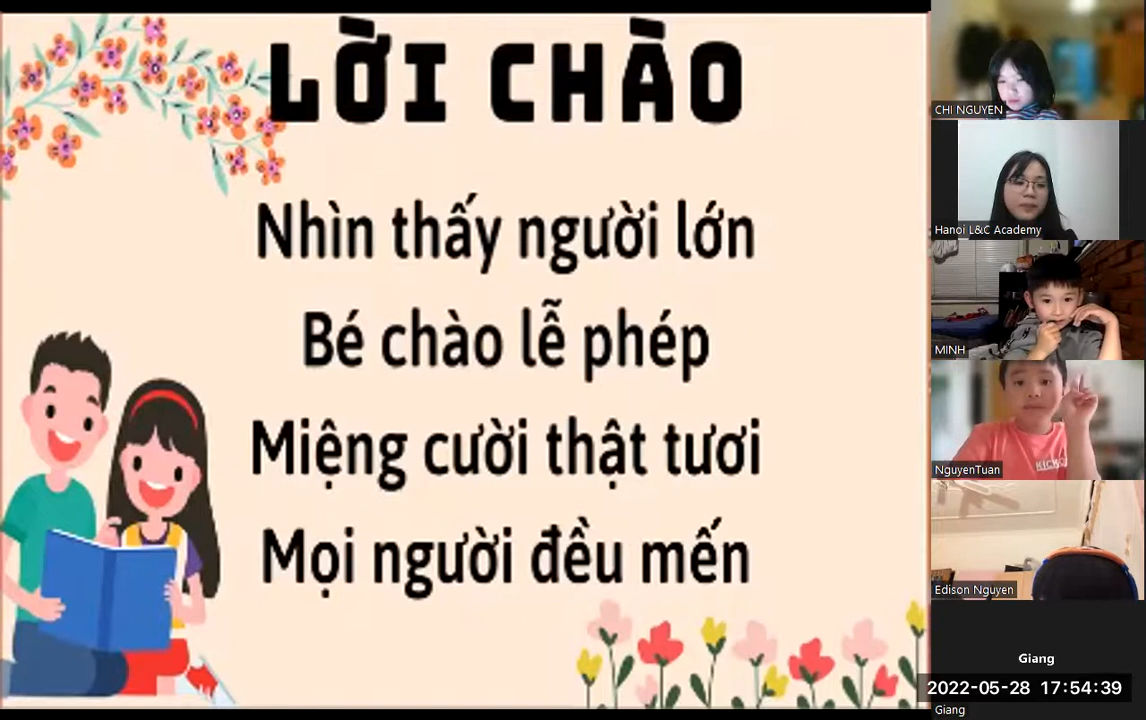 LỜI CHÀO
Nhìn thấy người lớn
Bé chào lễ phép
Miệng cười thật tươi
Mọi người đều mến
CHI NGUYEN
Hanoi L&C Academy
MINH
NguyenTuan
Edison Nguyen
Giang
2022-05-28 17:54:39
Giang